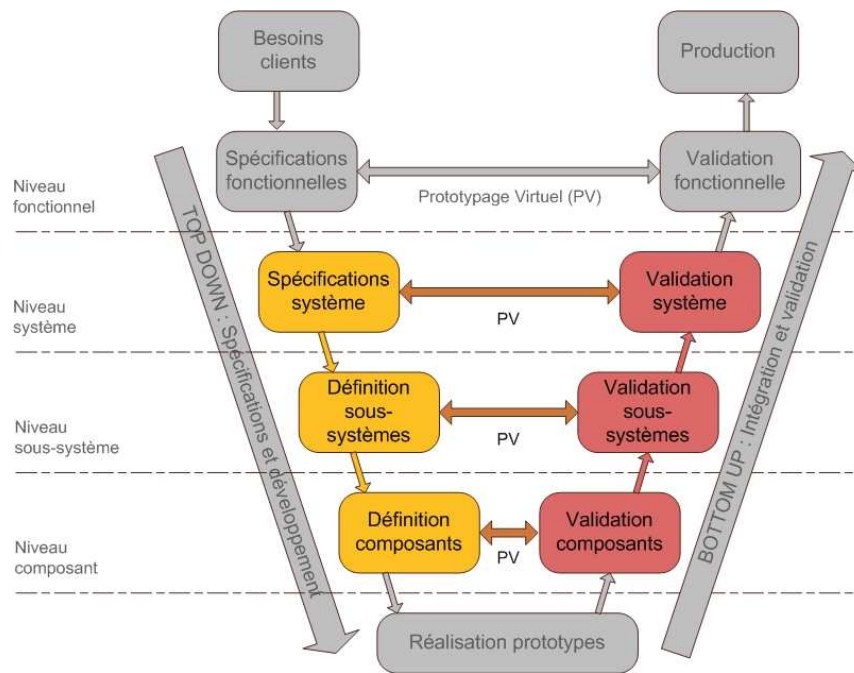 Besoins
clients
Production
Spécifications
fonctionnelles
Validation
fonctionnelle
Prototypage Virtuel (PV)
Niveau
fonctionnel
TOP DOWN : Spécifications et développement
BOTTOM UP : Intégration et validation
Spécifications
système
Validation
système
PV
Niveau
système
Définition
sous-
systèmes
Validation
sous-
systèmes
PV
Niveau
sous-système
Définition
composants
Validation
composants
PV
Niveau
composant
Réalisation prototypes